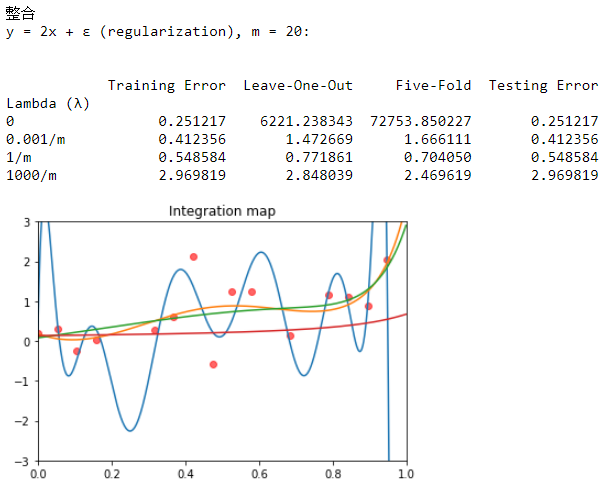 整合
y = 2x + ε (regularization), m = 20:
Training Error Leave-One-Out Five-Fold Testing Error
Lambda (λ)
0 0.251217 6221.238343 72753.850227 0.251217
0.001/m 0.412356 1.472669 1.666111 0.412356
1/m 0.548584 0.771861 0.704050 0.548584
1000/m 2.969819 2.848039 2.469619 2.969819
Integration map
3
2
1
0
−1
−2
−3
0.0 0.2 0.4 0.6 0.8 1.0